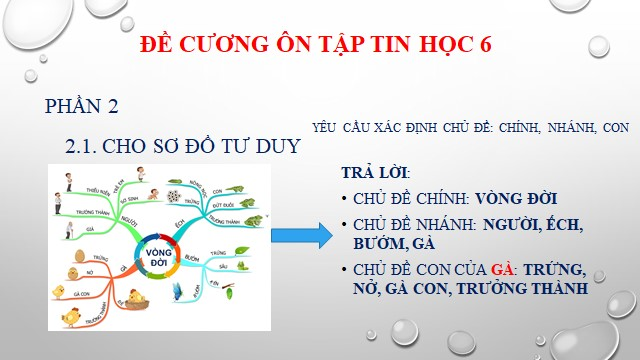 ĐỀ CƯƠNG ÔN TẬP TIN HỌC 6
PHẦN 2
YÊU CẦU XÁC ĐỊNH CHỦ ĐỀ: CHÍNH, NHÁNH, CON
2.1. CHO SƠ ĐỒ TƯ DUY
TRẢ LỜI:
• CHỦ ĐỀ CHÍNH: VÒNG ĐỜI
• CHỦ ĐỀ NHÁNH: NGƯỜI, ẾCH,
BƯỚM, GÀ
• CHỦ ĐỀ CON CỦA GÀ: TRỨNG,
NỞ, GÀ CON, TRƯỞNG THÀNH
VÒNG
ĐỜI
NGƯỜI
TRẺ EM
SƠ SINH
THIẾU NIÊN
TRƯỞNG THÀNH
GIÀ
ẾCH
NÒNG NỌC
CON
TRỨNG
ĐỨT ĐUÔI
TRƯỞNG THÀNH
BƯỚM
TRỨNG
SÂU
BƯỚM
GÀ
TRỨNG
NỞ
GÀ CON
TRƯỞNG THÀNH